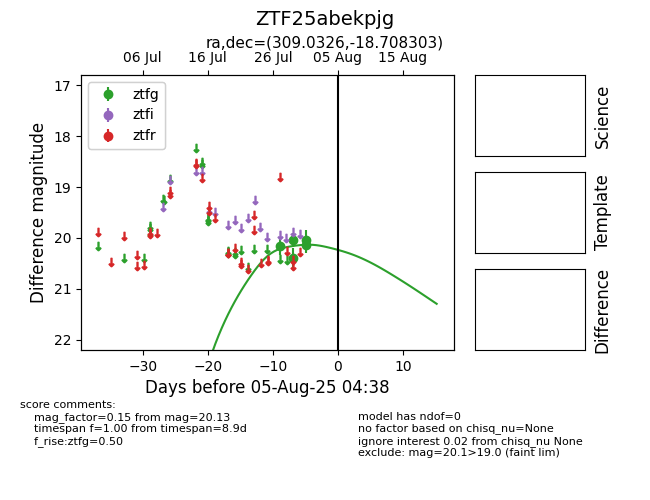 ZTF25abekpjg
ra,dec=(309.0326,-18.708303)
06 Jul 16 Jul 26 Jul 05 Aug 15 Aug
17
18
19
20
21
22
Difference magnitude
ztfg
ztfi
ztfr
−30 −20 −10 0 10
Days before 05-Aug-25 04:38
Science
Template
Difference
score comments:
mag_factor=0.15 from mag=20.13
timespan f=1.00 from timespan=8.9d
f_rise:ztfg=0.50
model has ndof=0
no factor based on chisq_nu=None
ignore interest 0.02 from chisq_nu None
exclude: mag=20.1>19.0 (faint lim)